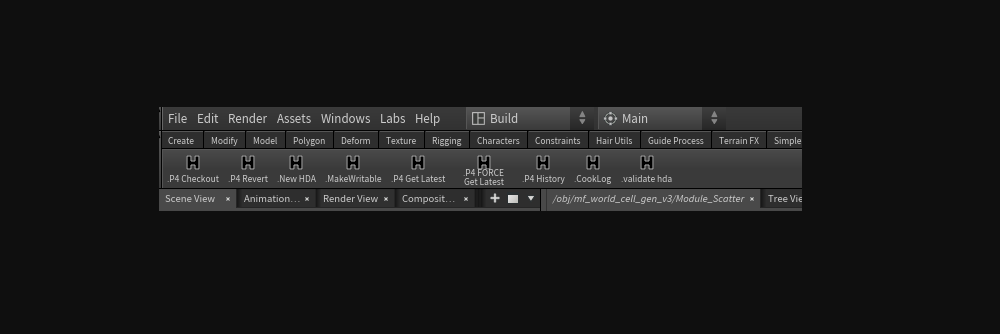 File Edit Render Assets Windows Labs Help Build Main
Create Modify Model Polygon Deform Texture Rigging Characters Constraints Hair Utils Guide Process Terrain FX Simple
.P4 Checkout .P4 Revert .New HDA .MakeWritable .P4 Get Latest .P4 FORCE Get Latest .P4 History .CookLog .validate hda
Scene View × Animation... × Render View × Composit... × /obj/mf_world_cell_gen_v3/Module_Scatter × Tree Vie